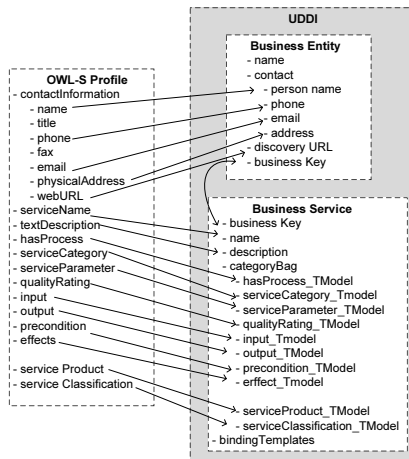 UDDI
Business Entity
- name
- contact
- person name
- phone
- email
- address
- discovery URL
- business Key
OWL-S Profile
- contactInformation
- name
- title
- phone
- fax
- email
- physicalAddress
- webURL
- serviceName
- textDescription
- hasProcess
- serviceCategory
- serviceParameter
- qualityRating
- input
- output
- precondition
- effects
- service Product
- service Classification
Business Service
- business Key
- name
- description
- categoryBag
- hasProcess_TModel
- serviceCategory_Tmodel
- serviceParameter_TModel
- qualityRating_TModel
- input_Tmodel
- output_TModel
- precondition_TModel
- erffect_Tmodel
- serviceProduct_TModel
- serviceClassification_TModel
- bindingTemplates